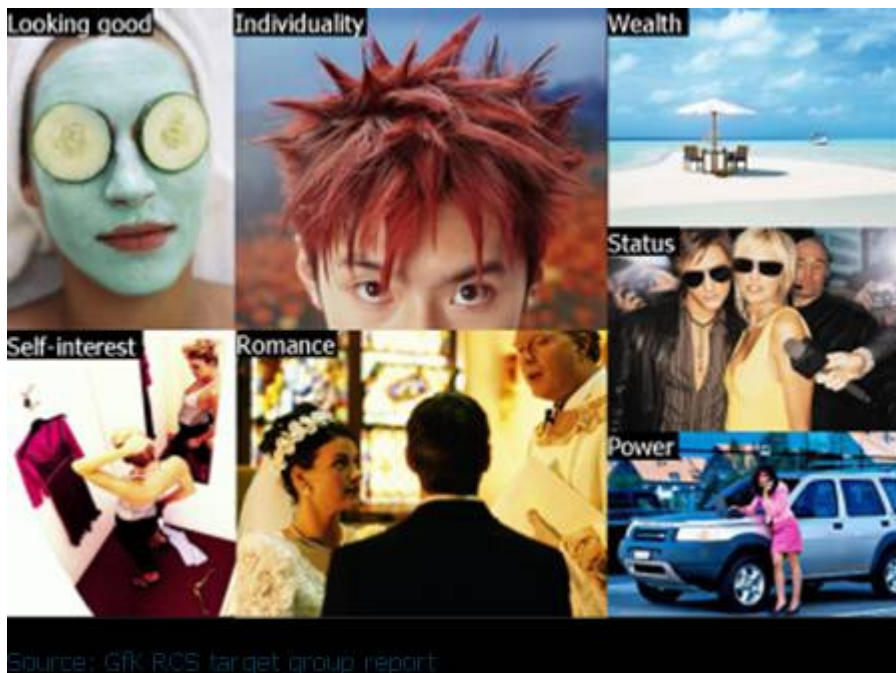 Looking good
Individuality
Wealth
Status
Self-interest
Romance
Power
Source: GfK RCS target group report